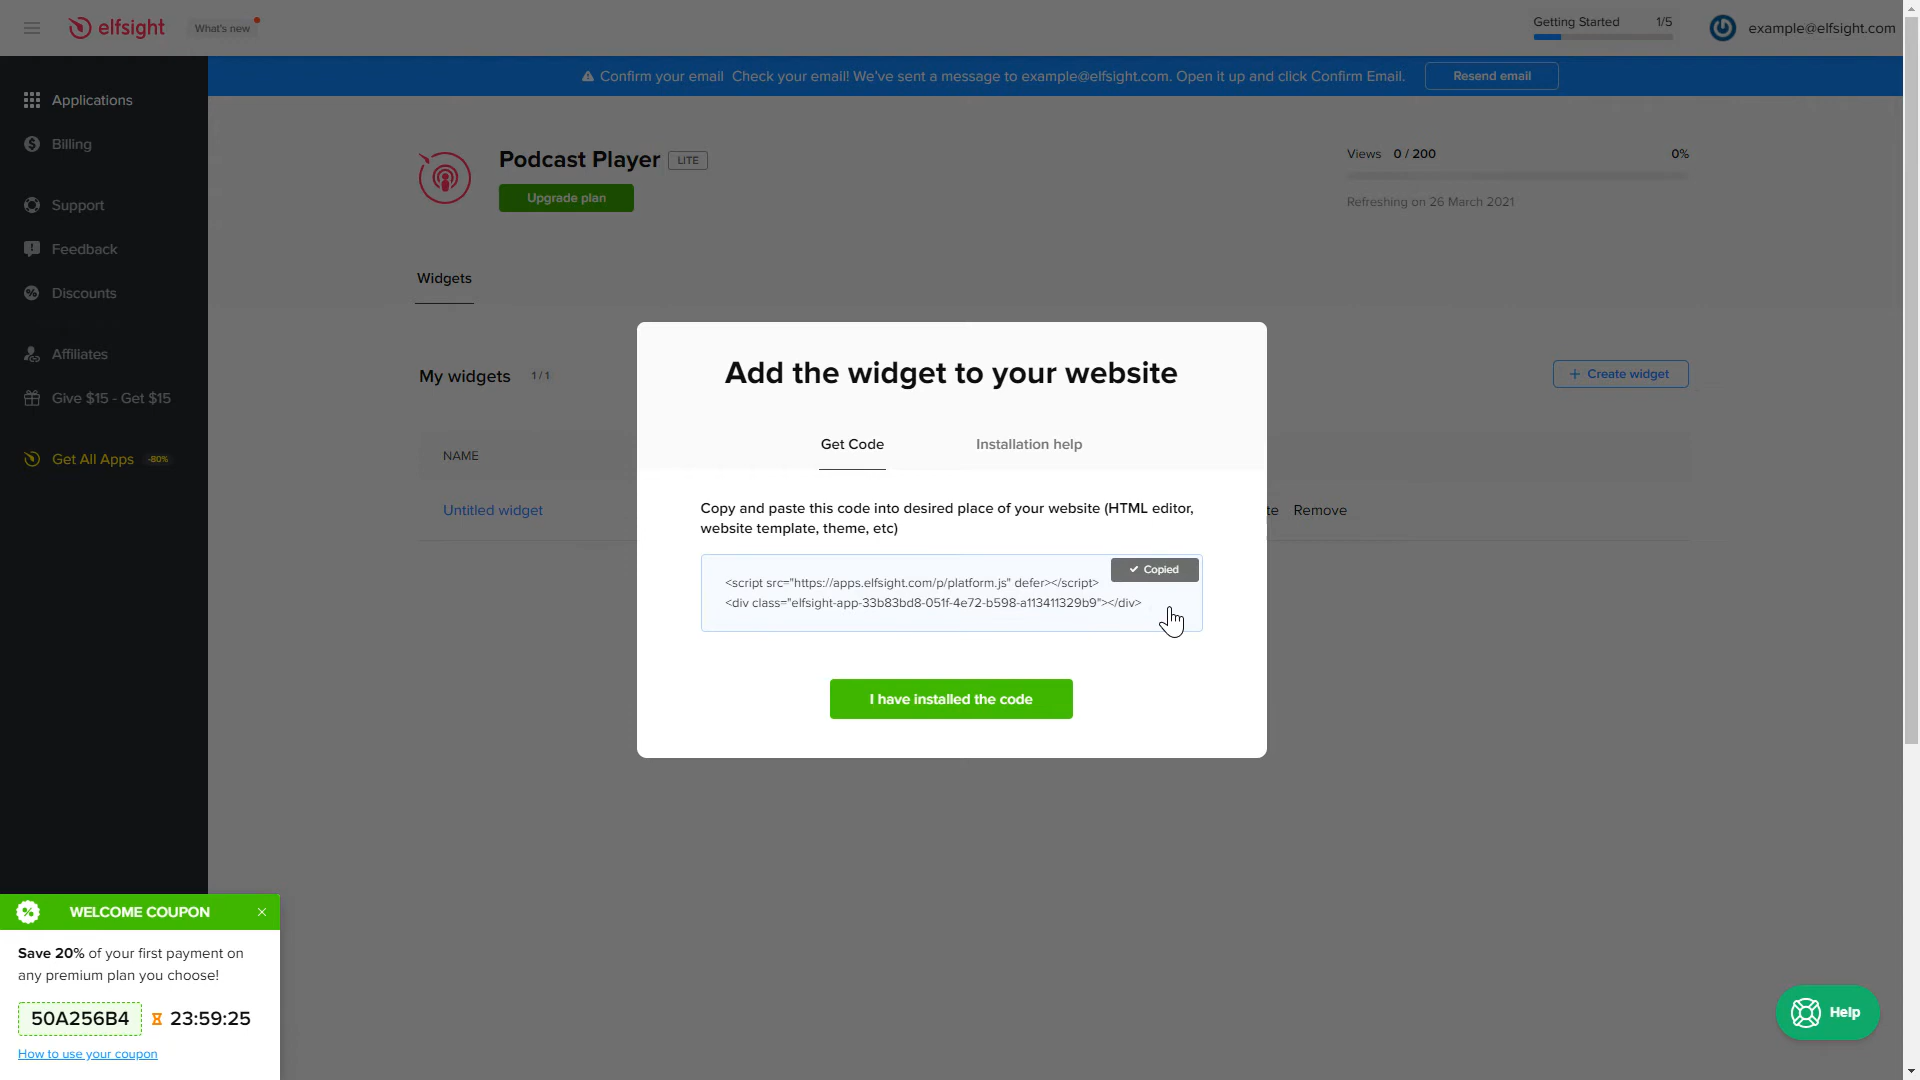 elfsight
What's new
Getting Started 1/5
example@elfsight.com
Confirm your email Check your email! We've sent a message to example@elfsight.com. Open it up and click Confirm Email.
Resend email
Applications
Billing
Support
Feedback
Discounts
Affiliates
Give $15 - Get $15
Get All Apps -80%
Podcast Player LITE
Upgrade plan
Views 0 / 200 0%
Refreshing on 26 March 2021
Widgets
My widgets 1 / 1
+ Create widget
NAME
Untitled widget
te Remove
Add the widget to your website
Get Code Installation help
Copy and paste this code into desired place of your website (HTML editor,
website template, theme, etc)
Copied
<script src="https://apps.elfsight.com/p/platform.js" defer></script>
<div class="elfsight-app-33b83bd8-051f-4e72-b598-a113411329b9"></div>
I have installed the code
WELCOME COUPON
Save 20% of your first payment on
any premium plan you choose!
50A256B4 23:59:25
How to use your coupon
Help